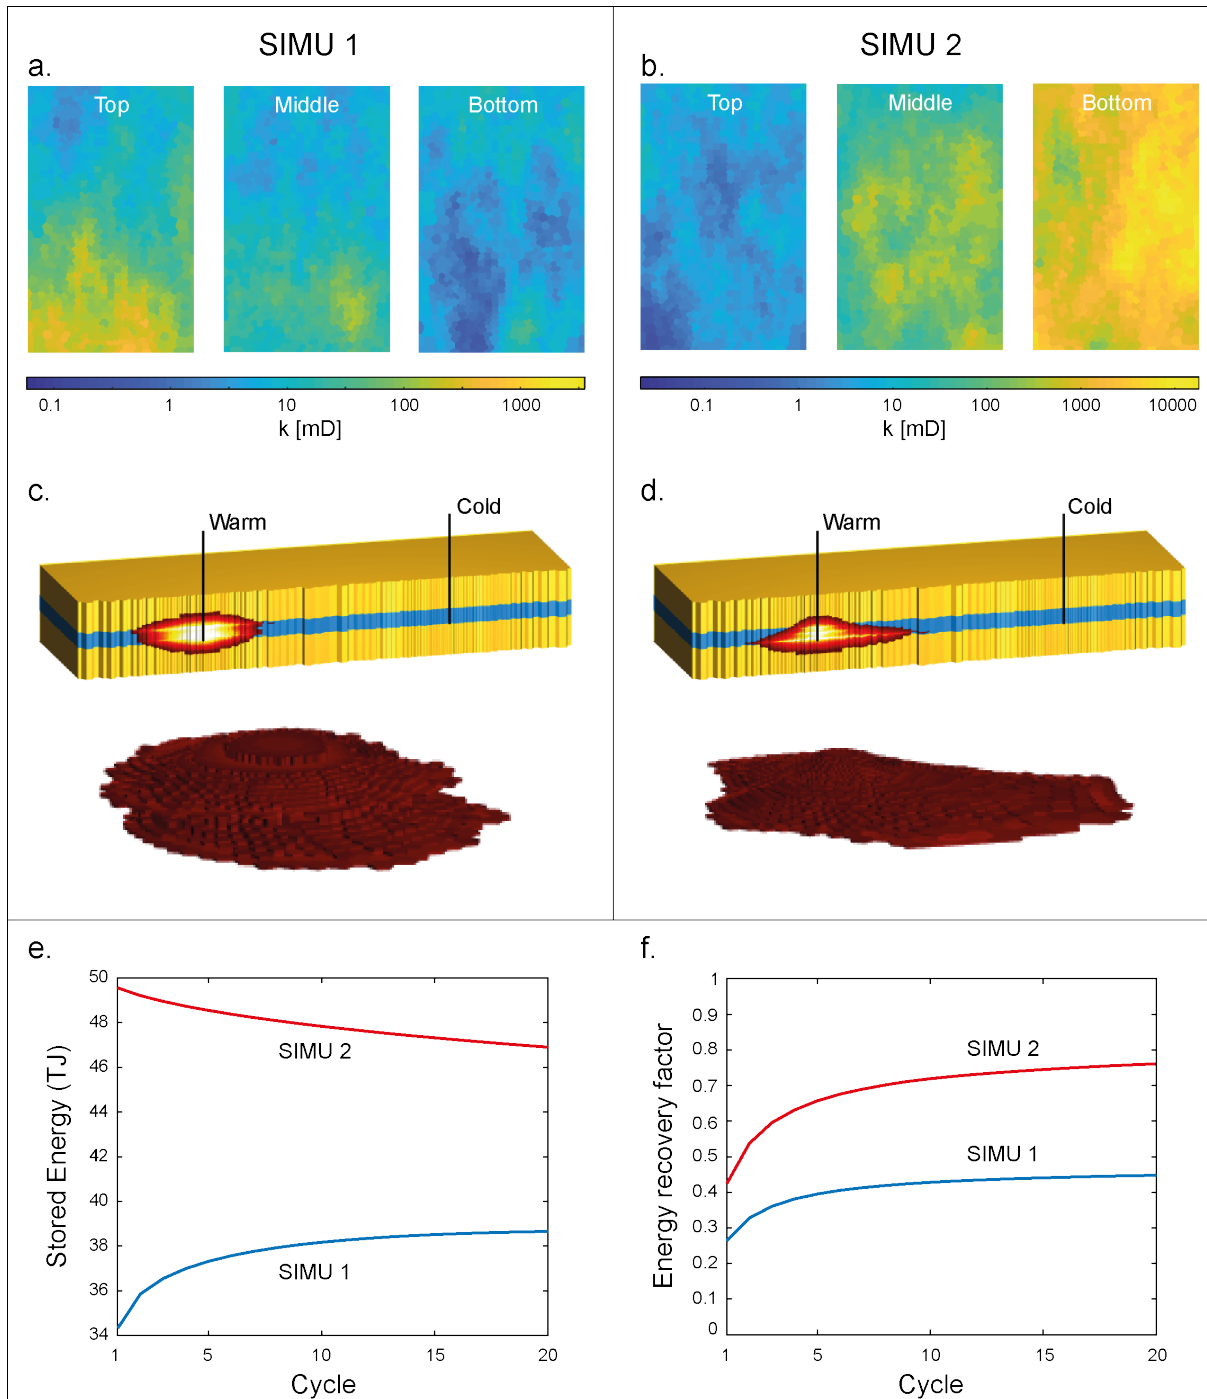 SIMU 1
SIMU 2
a.
b.
Top
Middle
Bottom
Top
Middle
Bottom
0.1 1 10 100 1000
k [mD]
0.1 1 10 100 1000 10000
k [mD]
c.
d.
Warm
Cold
Warm
Cold
e.
50
48
46
44
42
40
38
36
34
1 5 10 15 20
Stored Energy (TJ)
Cycle
SIMU 2
SIMU 1
f.
1
0.9
0.8
0.7
0.6
0.5
0.4
0.3
0.2
0.1
0
1 5 10 15 20
Energy recovery factor
Cycle
SIMU 2
SIMU 1